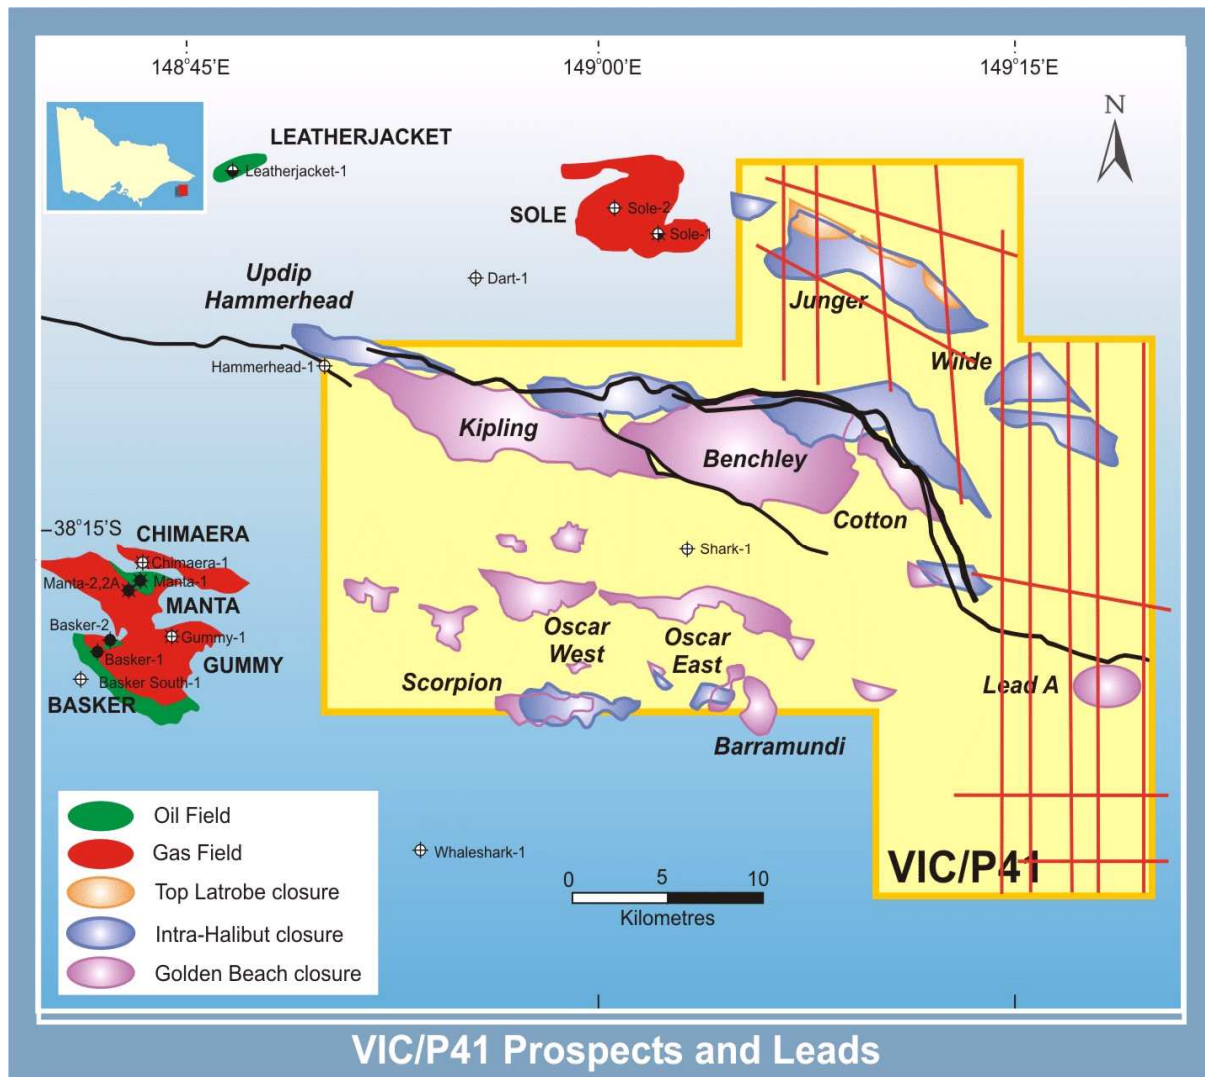 148°45'E
149°00'E
149°15'E
N
LEATHERJACKET
Leatherjacket-1
SOLE
Sole-2
Sole-1
Dart-1
Updip
Hammerhead
Hammerhead-1
Junger
Wilde
Kipling
Benchley
Cotton
38°15'S
CHIMAERA
Chimaera-1
Manta-2,2A
Manta-1
MANTA
Basker-2
Gummy-1
Basker-1
GUMMY
Basker South-1
BASKER
Shark-1
Oscar
West
Oscar
East
Scorpion
Lead A
Barramundi
Whaleshark-1
VIC/P41
0 5 10
Kilometres
Oil Field
Gas Field
Top Latrobe closure
Intra-Halibut closure
Golden Beach closure
VIC/P41 Prospects and Leads